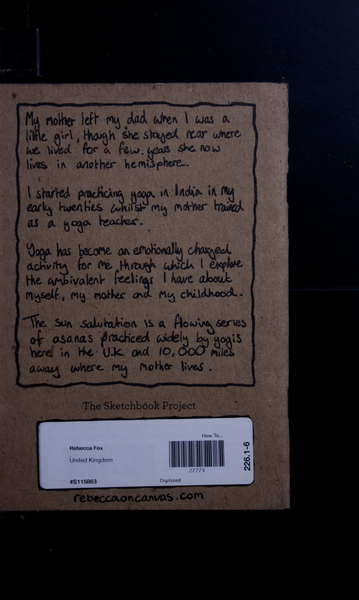 My mother left my dad when I was a
little girl, though she stayed near where
we lived for a few years she now
lives in another hemisphere..
I started practicing yoga in India in my
early twenties whilst my mother trained
as a yoga teacher.
Yoga has become an emotionally charged
activity for me, through which I explore
the ambivalent feelings I have about
myself, my mother and my childhood.
The sun salutation is a flowing series
of asanas practiced widely by yogis
here in the U.K. and 10,000 miles
away where my mother lives.
The Sketchbook Project
How To...
Rebecca Fox
United Kingdom
27771
#S115863
Digitized
226.1-6
rebeccaoncanvas.com